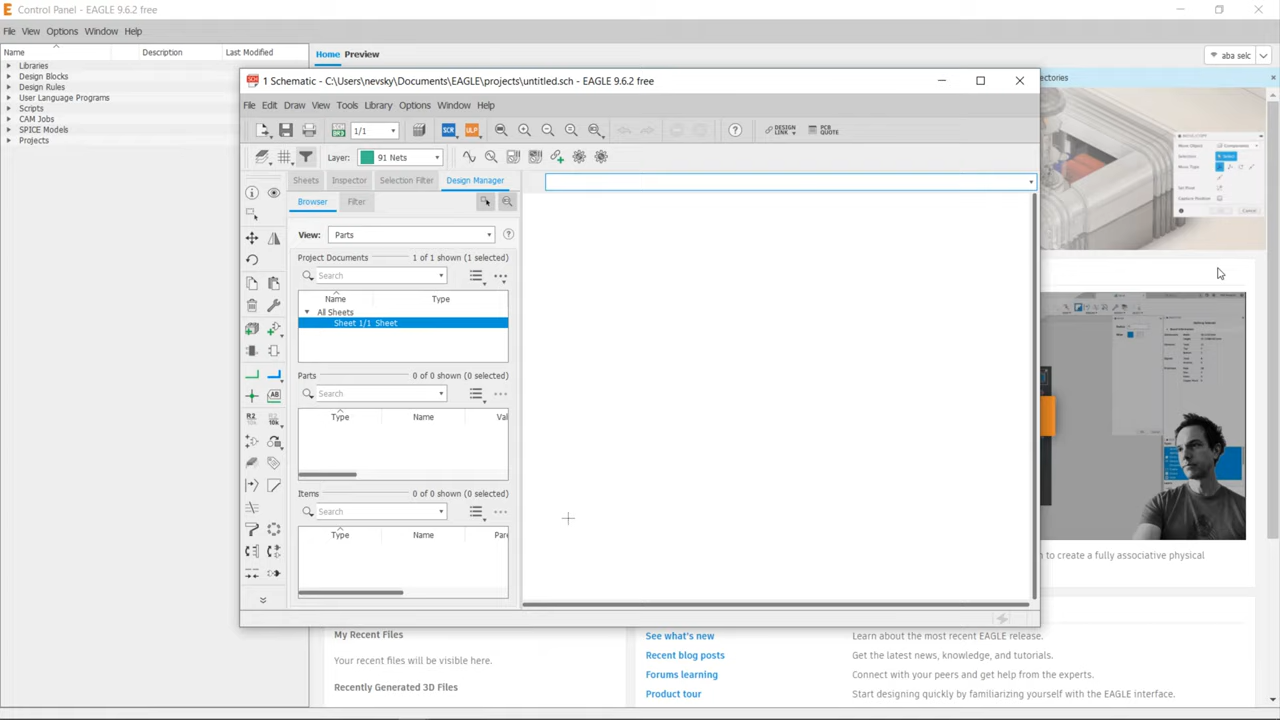 Control Panel - EAGLE 9.6.2 free
File View Options Window Help
Name Description Last Modified
Libraries
Design Blocks
Design Rules
User Language Programs
Scripts
CAM Jobs
SPICE Models
Projects
Home Preview
aba selc
ectories
1 Schematic - C:\Users\nevsky\Documents\EAGLE\projects\untitled.sch - EAGLE 9.6.2 free
File Edit Draw View Tools Library Options Window Help
1/1 SCR ULP DESIGN LINK PCB QUOTE
Layer: 91 Nets
Sheets Inspector Selection Filter Design Manager
Browser Filter
View: Parts
Project Documents 1 of 1 shown (1 selected)
Search
Name Type
All Sheets
Sheet 1/1 Sheet
Parts 0 of 0 shown (0 selected)
Search
Type Name Val
Items 0 of 0 shown (0 selected)
Search
Type Name Par
n to create a fully associative physical
My Recent Files
Your recent files will be visible here.
Recently Generated 3D Files
See what's new Learn about the most recent EAGLE release.
Recent blog posts Get the latest news, knowledge, and tutorials.
Forums learning Connect with your peers and get help from the experts.
Product tour Start designing quickly by familiarizing yourself with the EAGLE interface.